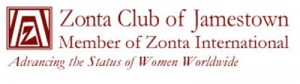 Zonta Club of Jamestown
Member of Zonta International
Advancing the Status of Women Worldwide